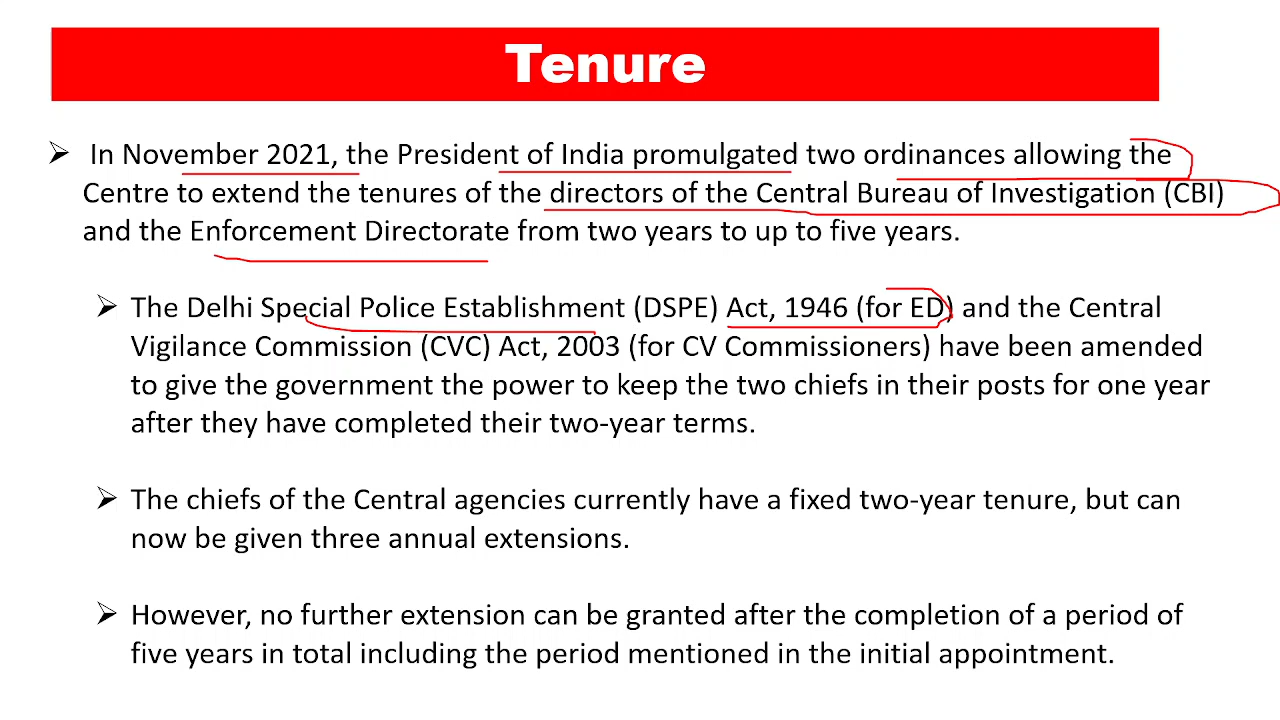 Tenure
➢ In November 2021, the President of India promulgated two ordinances allowing the
Centre to extend the tenures of the directors of the Central Bureau of Investigation (CBI)
and the Enforcement Directorate from two years to up to five years.
➢ The Delhi Special Police Establishment (DSPE) Act, 1946 (for ED) and the Central
Vigilance Commission (CVC) Act, 2003 (for CV Commissioners) have been amended
to give the government the power to keep the two chiefs in their posts for one year
after they have completed their two-year terms.
➢ The chiefs of the Central agencies currently have a fixed two-year tenure, but can
now be given three annual extensions.
➢ However, no further extension can be granted after the completion of a period of
five years in total including the period mentioned in the initial appointment.